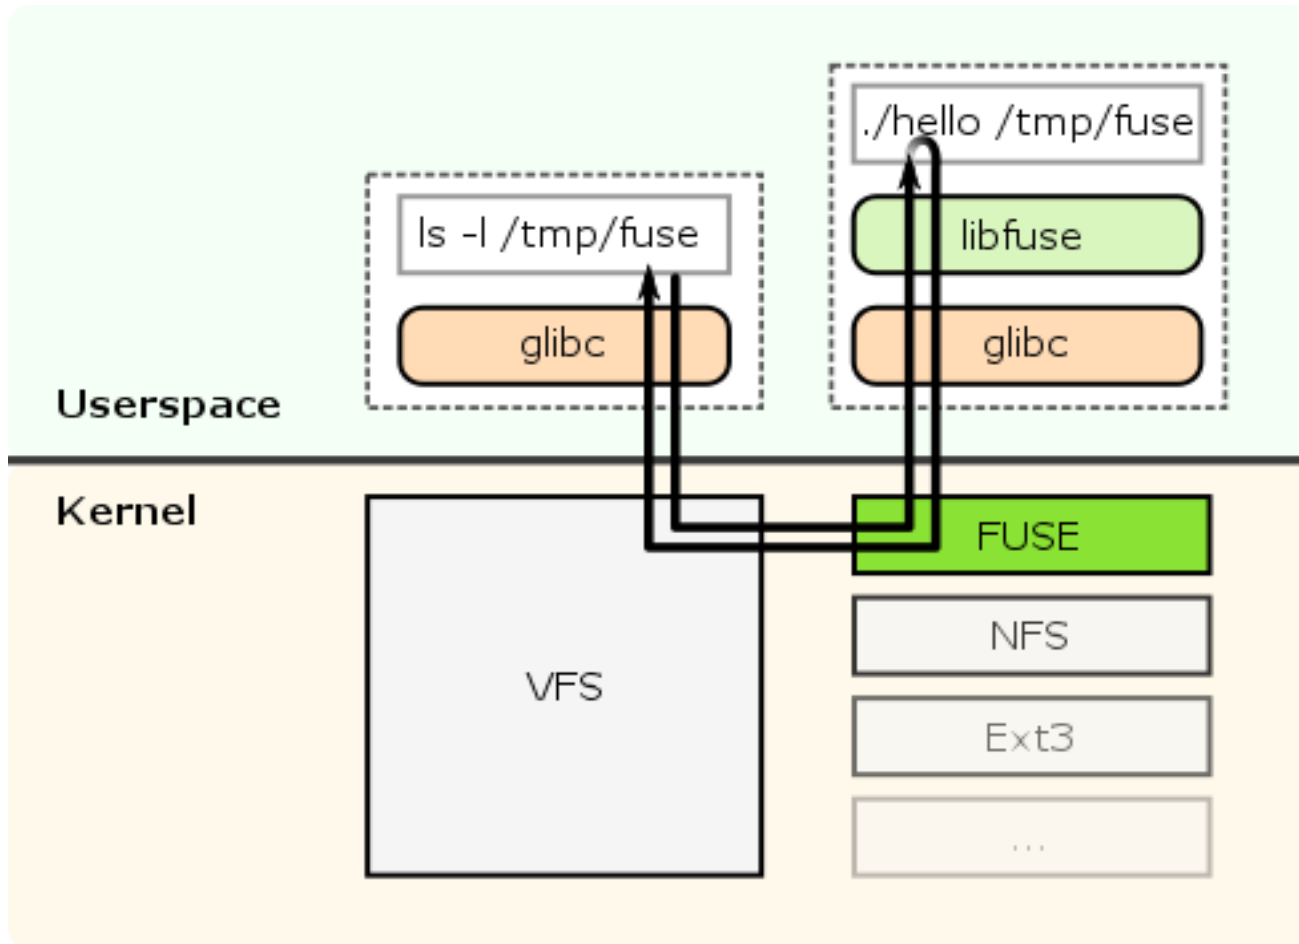 ./hello /tmp/fuse
ls -l /tmp/fuse
libfuse
glibc
glibc
Userspace
Kernel
FUSE
NFS
VFS
Ext3
...